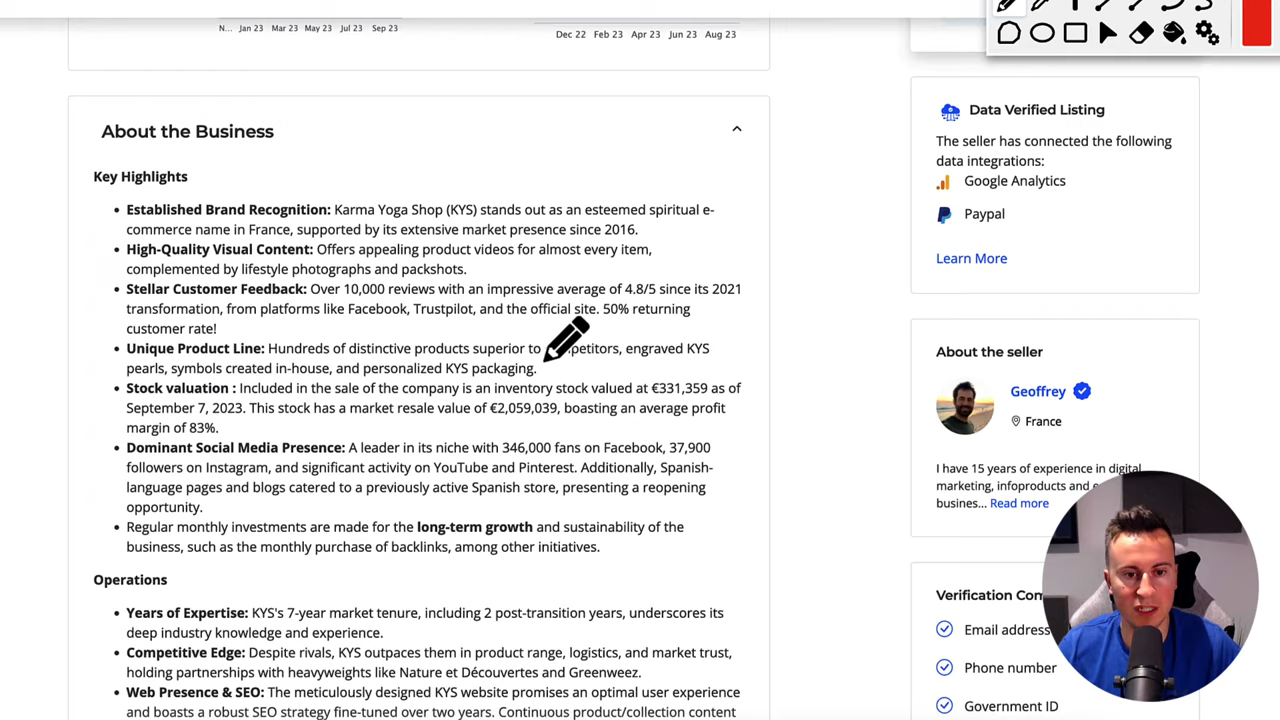 N... Jan 23 Mar 23 May 23 Jul 23 Sep 23
Dec 22 Feb 23 Apr 23 Jun 23 Aug 23
About the Business
Key Highlights
• Established Brand Recognition: Karma Yoga Shop (KYS) stands out as an esteemed spiritual e-
commerce name in France, supported by its extensive market presence since 2016.
• High-Quality Visual Content: Offers appealing product videos for almost every item,
complemented by lifestyle photographs and packshots.
• Stellar Customer Feedback: Over 10,000 reviews with an impressive average of 4.8/5 since its 2021
transformation, from platforms like Facebook, Trustpilot, and the official site. 50% returning
customer rate!
• Unique Product Line: Hundreds of distinctive products superior to competitors, engraved KYS
pearls, symbols created in-house, and personalized KYS packaging.
• Stock valuation : Included in the sale of the company is an inventory stock valued at €331,359 as of
September 7, 2023. This stock has a market resale value of €2,059,039, boasting an average profit
margin of 83%.
• Dominant Social Media Presence: A leader in its niche with 346,000 fans on Facebook, 37,900
followers on Instagram, and significant activity on YouTube and Pinterest. Additionally, Spanish-
language pages and blogs catered to a previously active Spanish store, presenting a reopening
opportunity.
• Regular monthly investments are made for the long-term growth and sustainability of the
business, such as the monthly purchase of backlinks, among other initiatives.
Operations
• Years of Expertise: KYS's 7-year market tenure, including 2 post-transition years, underscores its
deep industry knowledge and experience.
• Competitive Edge: Despite rivals, KYS outpaces them in product range, logistics, and market trust,
holding partnerships with heavyweights like Nature et Découvertes and Greenweez.
• Web Presence & SEO: The meticulously designed KYS website promises an optimal user experience
and boasts a robust SEO strategy fine-tuned over two years. Continuous product/collection content
Data Verified Listing
The seller has connected the following
data integrations:
Google Analytics
Paypal
Learn More
About the seller
Geoffrey
France
I have 15 years of experience in digital
marketing, infoproducts and
busines... Read more
Verification
Email address
Phone number
Government ID